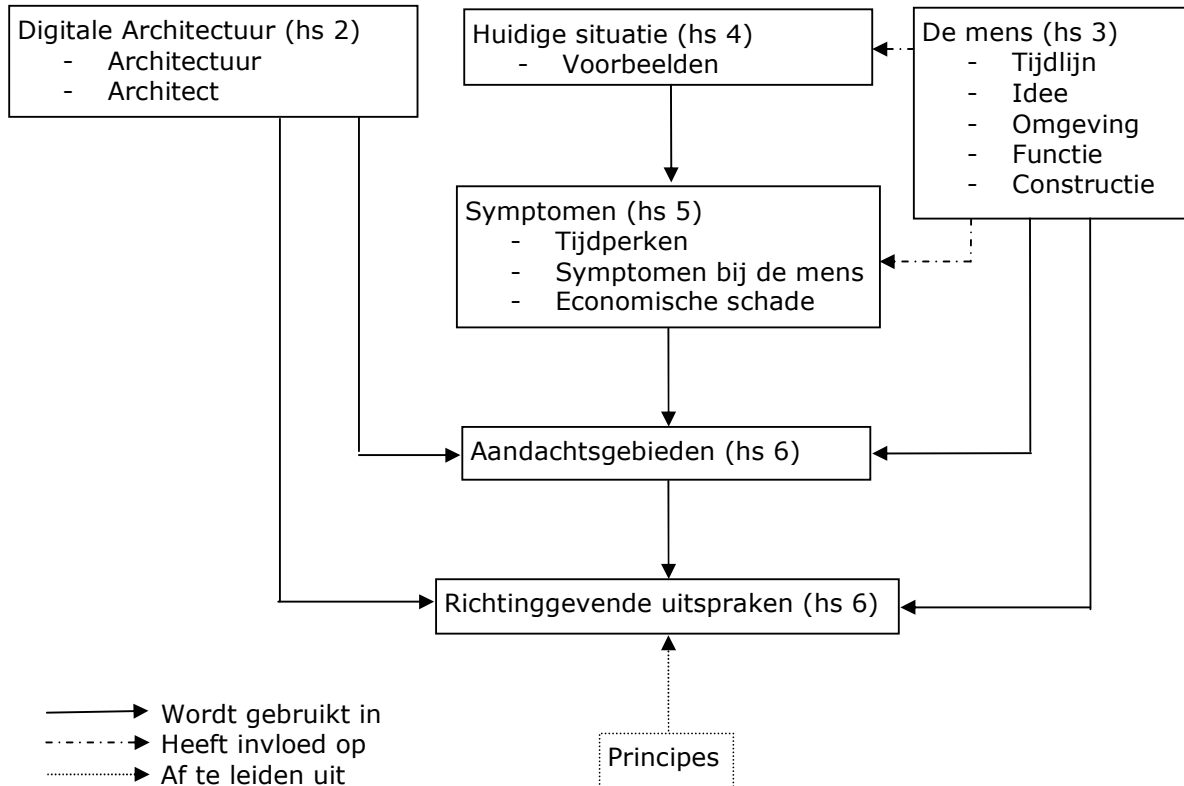 Digitale Architectuur (hs 2)
- Architectuur
- Architect
Huidige situatie (hs 4)
- Voorbeelden
De mens (hs 3)
- Tijdlijn
- Idee
- Omgeving
- Functie
- Constructie
Symptomen (hs 5)
- Tijdperken
- Symptomen bij de mens
- Economische schade
Aandachtsgebieden (hs 6)
Richtinggevende uitspraken (hs 6)
Principes
Wordt gebruikt in
Heeft invloed op
Af te leiden uit